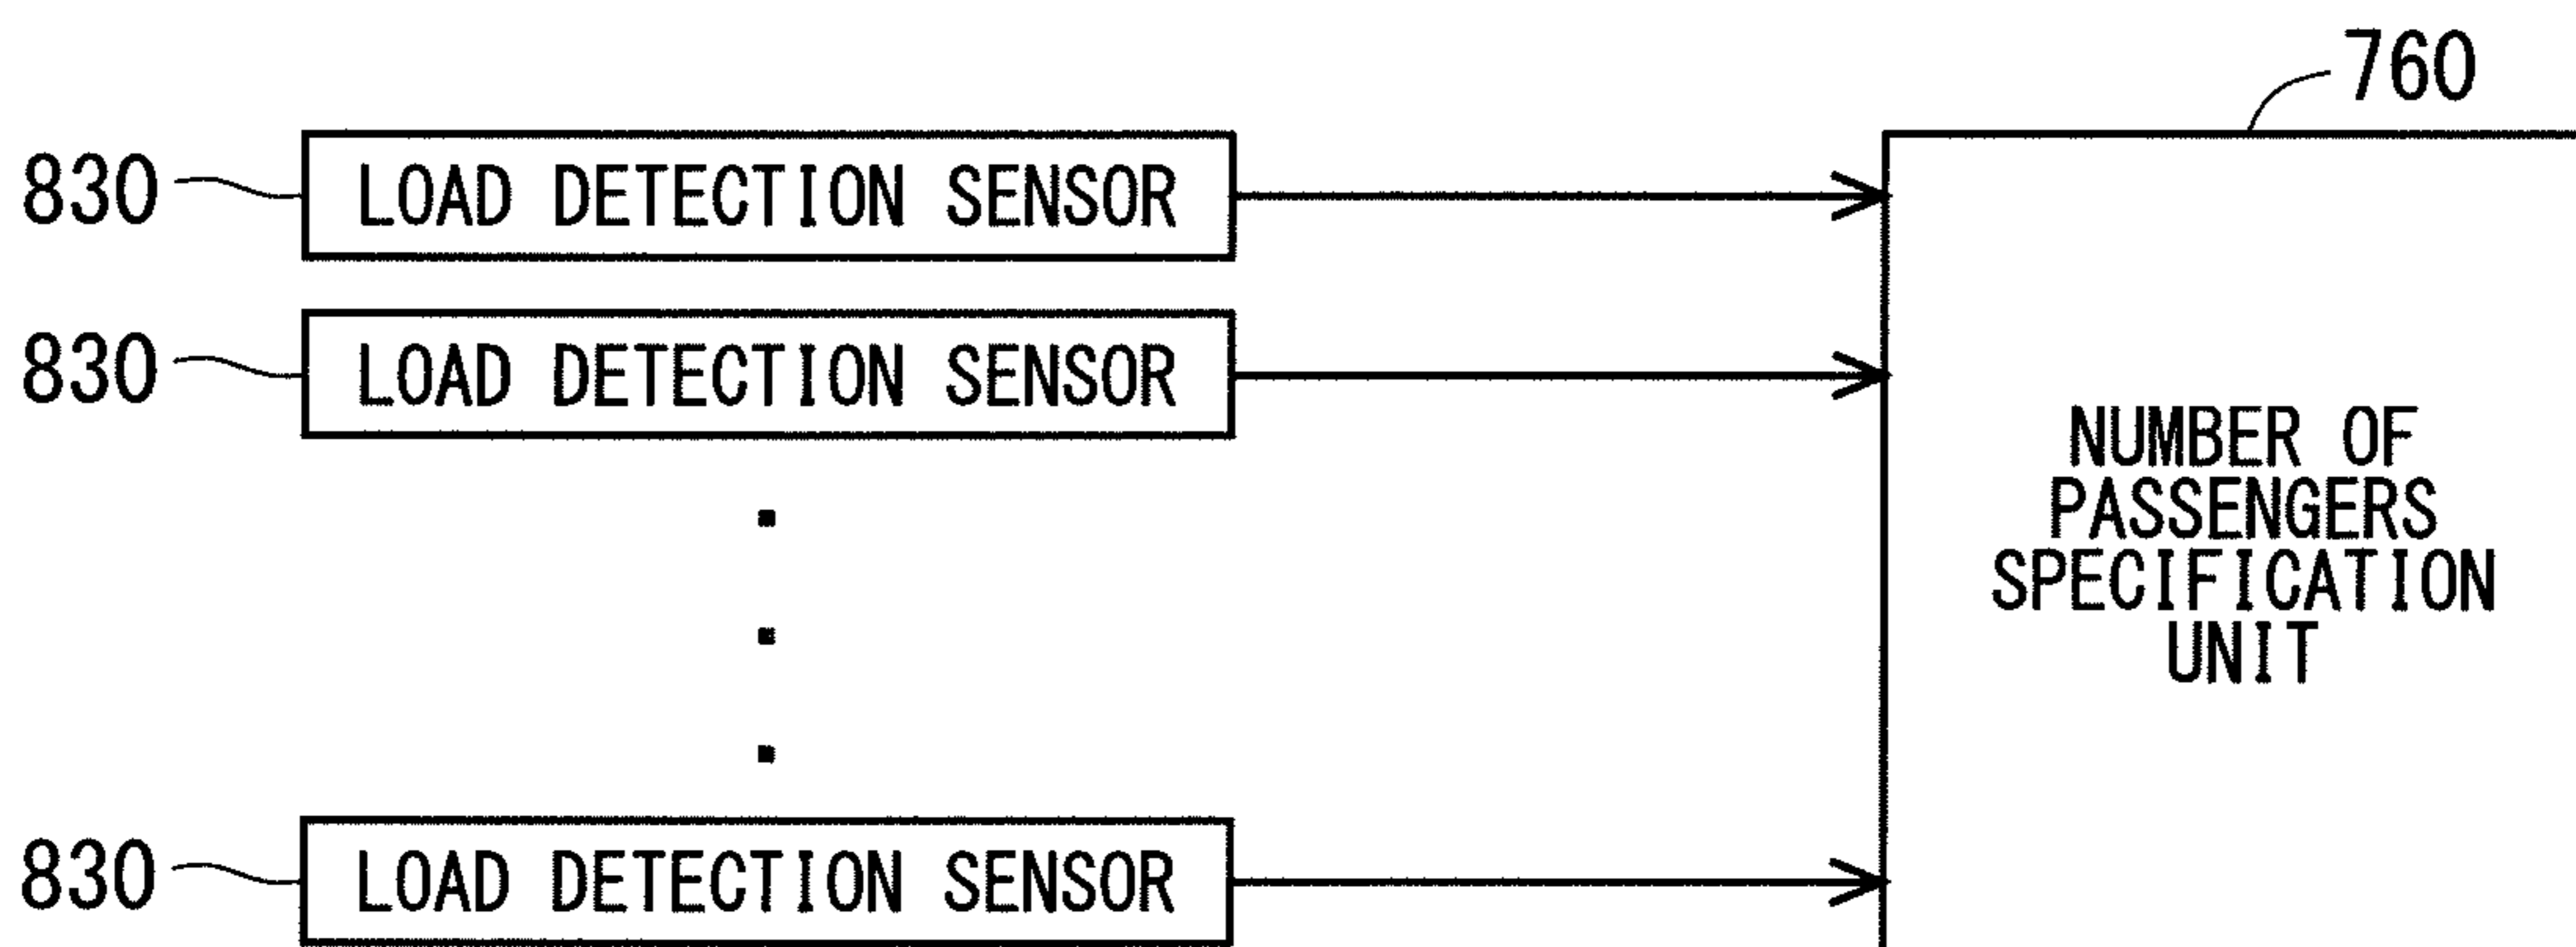 760
830 LOAD DETECTION SENSOR
830 LOAD DETECTION SENSOR
NUMBER OF
PASSENGERS
SPECIFICATION
UNIT
830 LOAD DETECTION SENSOR